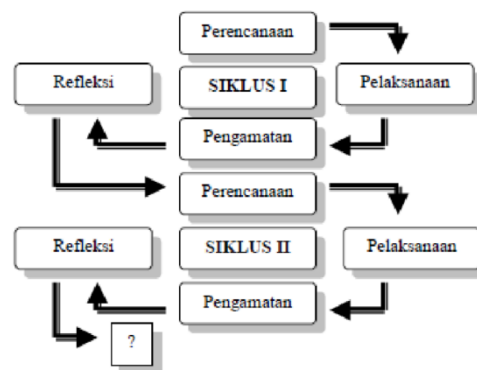 Perencanaan
Refleksi
SIKLUS I
Pelaksanaan
Pengamatan
Perencanaan
Refleksi
SIKLUS II
Pelaksanaan
Pengamatan
?